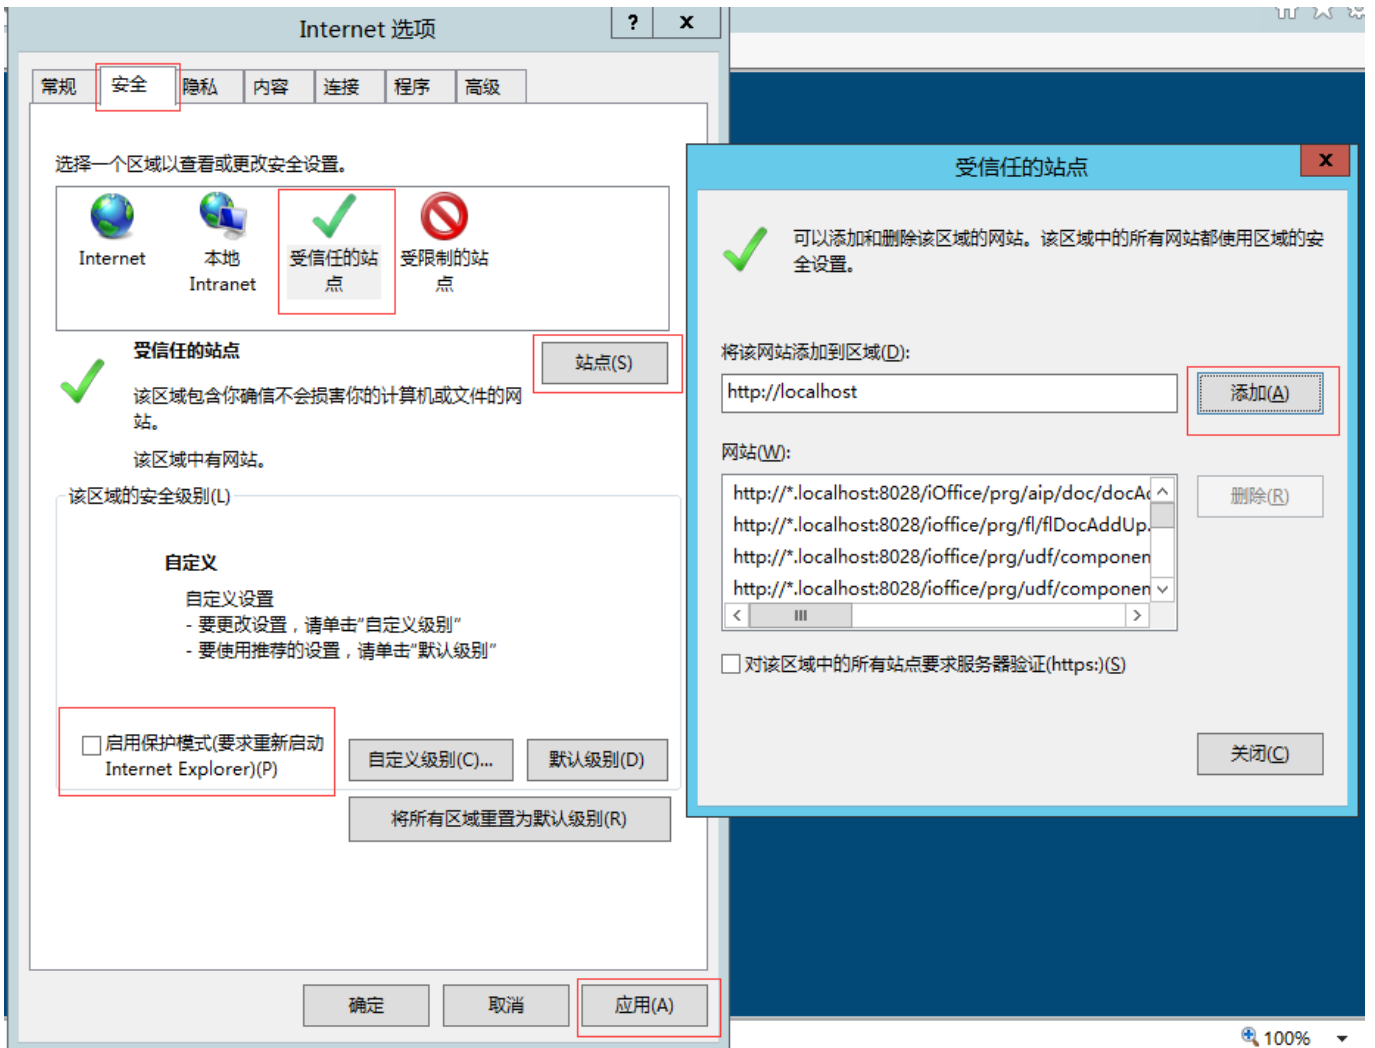 Internet 选项
?
x
常规
安全
隐私
内容
连接
程序
高级
选择一个区域以查看或更改安全设置。
Internet
本地
Intranet
受信任的站
点
受限制的站
点
受信任的站点
站点(S)
该区域包含你确信不会损害你的计算机或文件的网
站。
该区域中有网站。
该区域的安全级别(L)
自定义
自定义设置
- 要更改设置，请单击"自定义级别"
- 要使用推荐的设置，请单击"默认级别"
启用保护模式(要求重新启动
Internet Explorer)(P)
自定义级别(C)...
默认级别(D)
将所有区域重置为默认级别(R)
确定
取消
应用(A)
受信任的站点
x
可以添加和删除该区域的网站。该区域中的所有网站都使用区域的安
全设置。
将该网站添加到区域(D):
http://localhost
添加(A)
网站(W):
http://*.localhost:8028/iOffice/prg/aip/doc/docAd
http://*.localhost:8028/ioffice/prg/fl/flDocAddUp.
http://*.localhost:8028/ioffice/prg/udf/componen
http://*.localhost:8028/ioffice/prg/udf/componen
删除(R)
对该区域中的所有站点要求服务器验证(https:)(S)
关闭(C)
100%